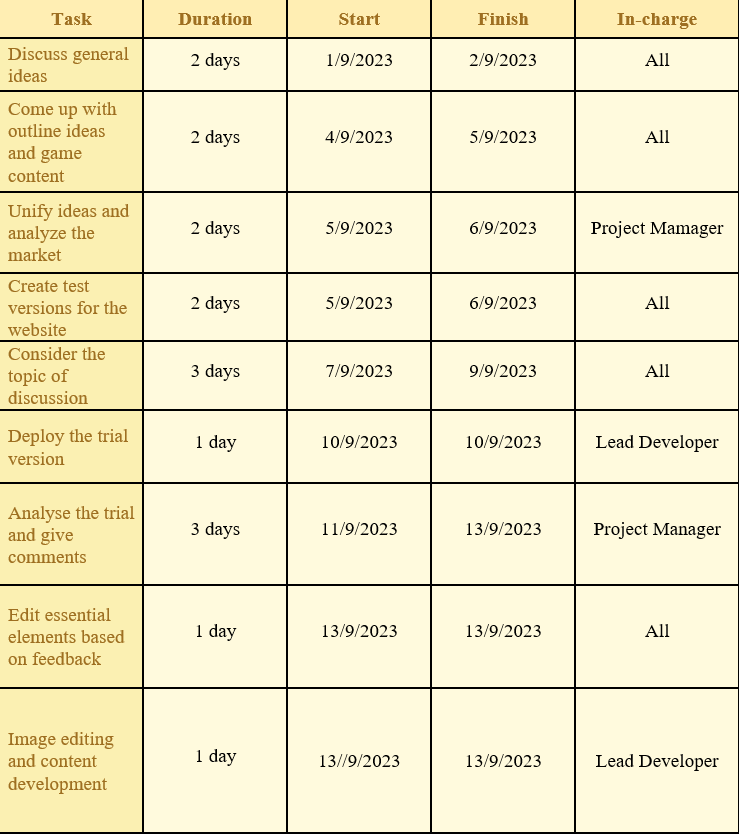 Task Duration Start Finish In-charge
Discuss general
ideas
2 days 1/9/2023 2/9/2023 All
Come up with
outline ideas
and game
content
2 days 4/9/2023 5/9/2023 All
Unify ideas and
analyze the
market
2 days 5/9/2023 6/9/2023 Project Mamager
Create test
versions for the
website
2 days 5/9/2023 6/9/2023 All
Consider the
topic of
discussion
3 days 7/9/2023 9/9/2023 All
Deploy the trial
version
1 day 10/9/2023 10/9/2023 Lead Developer
Analyse the trial
and give
comments
3 days 11/9/2023 13/9/2023 Project Manager
Edit essential
elements based
on feedback
1 day 13/9/2023 13/9/2023 All
Image editing
and content
development
1 day 13//9/2023 13/9/2023 Lead Developer